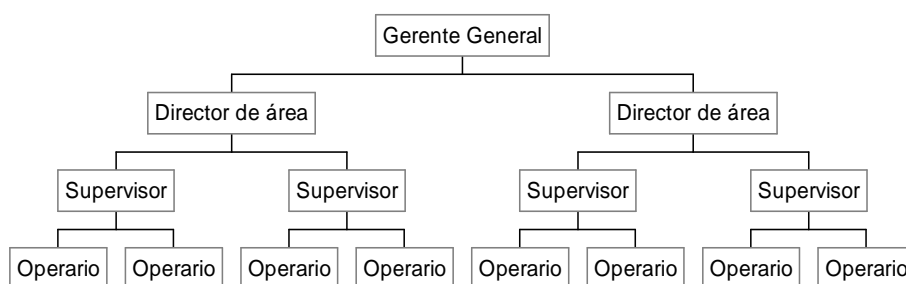 Gerente General
Director de área Director de área
Supervisor Supervisor Supervisor Supervisor
Operario Operario Operario Operario Operario Operario Operario Operario